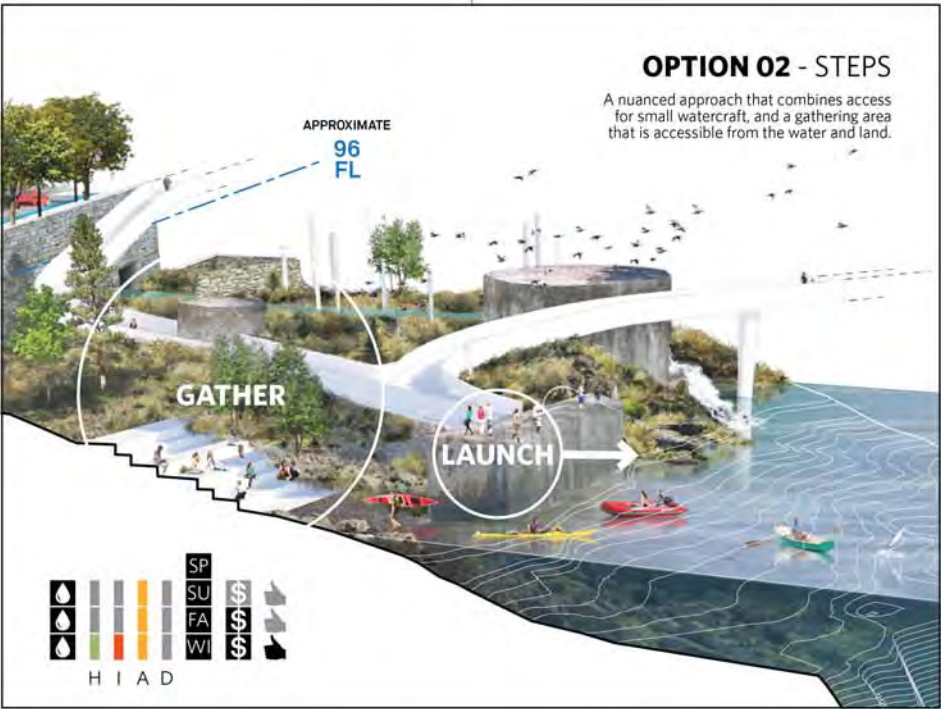 OPTION 02 - STEPS
A nuanced approach that combines access
for small watercraft, and a gathering area
that is accessible from the water and land.
APPROXIMATE
96
FL
GATHER
LAUNCH
SP
SU $
FA $
WI $
H I A D